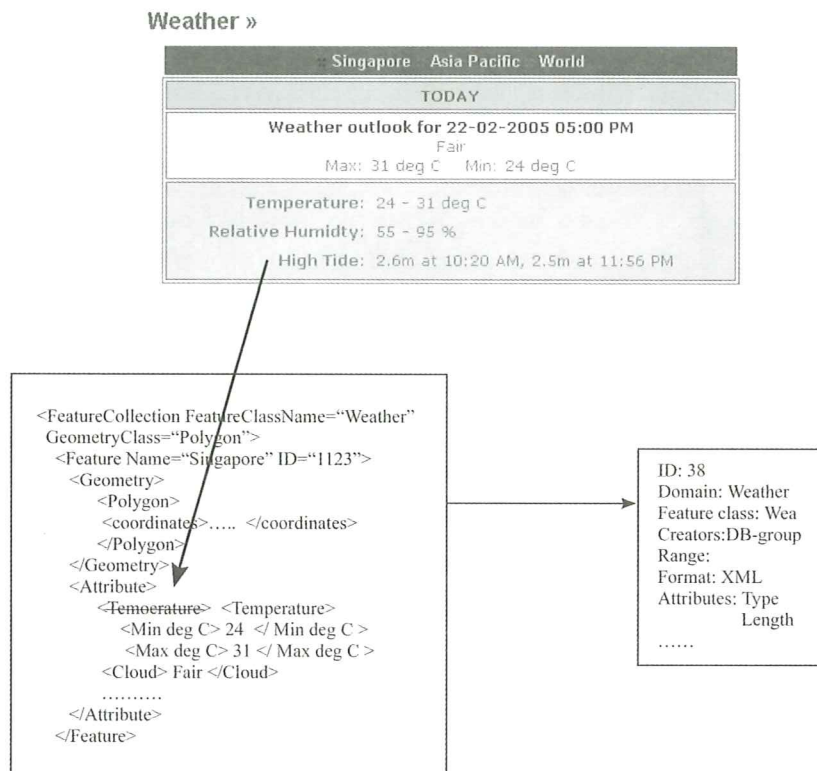 Weather »
Singapore Asia Pacific World
TODAY
Weather outlook for 22-02-2005 05:00 PM
Fair
Max: 31 deg C Min: 24 deg C
Temperature: 24 - 31 deg C
Relative Humidty: 55 - 95 %
High Tide: 2.6m at 10:20 AM, 2.5m at 11:56 PM
<FeatureCollection FeatureClassName=“Weather”
GeometryClass=“Polygon”>
<Feature Name=“Singapore” ID=“1123”>
<Geometry>
<Polygon>
<coordinates>….. </coordinates>
</Polygon>
</Geometry>
<Attribute>
<Temoerature> <Temperature>
<Min deg C> 24 </ Min deg C >
<Max deg C> 31 </ Max deg C >
<Cloud> Fair </Cloud>
……….
</Attribute>
</Feature>
ID: 38
Domain: Weather
Feature class: Wea
Creators:DB-group
Range:
Format: XML
Attributes: Type
Length
……